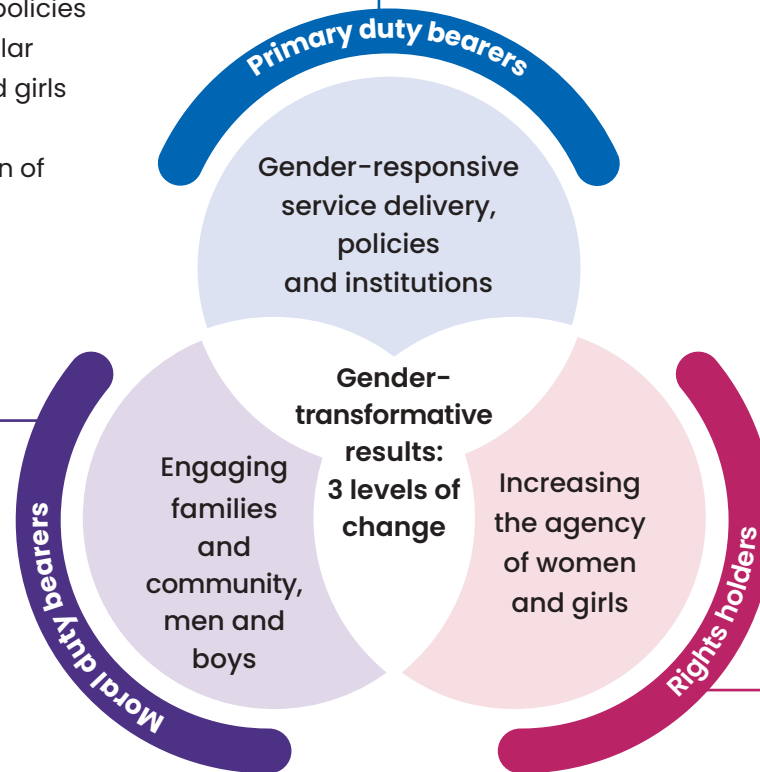 policies
lar
d girls
n of
Primary duty bearers
Gender-responsive
service delivery,
policies
and institutions
Gender-
transformative
results:
3 levels of
change
Engaging
families
and
community,
men and
boys
Increasing
the agency
of women
and girls
Moral duty bearers
Rights holders